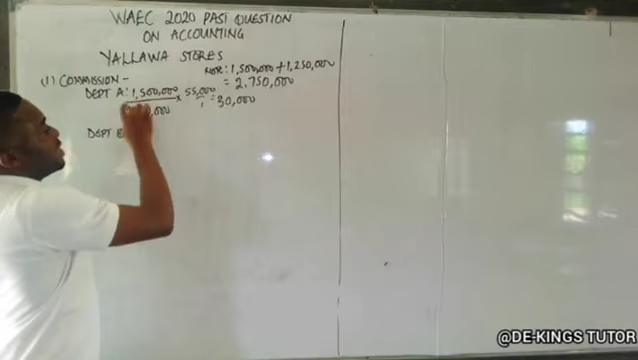 WAEC 2020 PAST QUESTION
ON ACCOUNTING
YALLAWA STORES
NOR: 1,500,000 + 1,250,000
= 2,750,000
(1) COMMISSION -
DEPT A: 1,500,000 × 55,000 = 30,000
1
DEPT
@DE-KINGS TUTOR